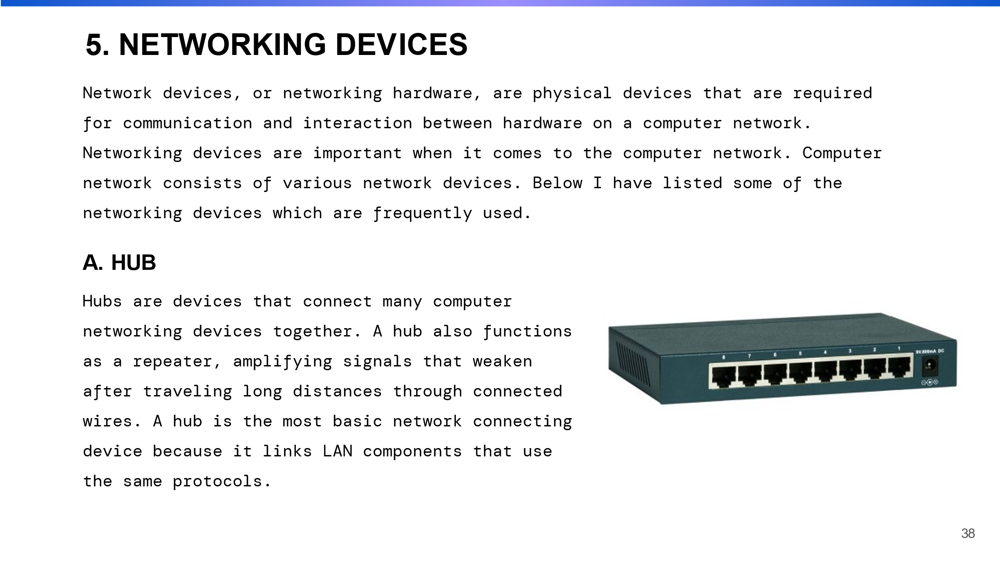 5. NETWORKING DEVICES
Network devices, or networking hardware, are physical devices that are required
for communication and interaction between hardware on a computer network.
Networking devices are important when it comes to the computer network. Computer
network consists of various network devices. Below I have listed some of the
networking devices which are frequently used.
A. HUB
Hubs are devices that connect many computer
networking devices together. A hub also functions
as a repeater, amplifying signals that weaken
after traveling long distances through connected
wires. A hub is the most basic network connecting
device because it links LAN components that use
the same protocols.
8 7 6 5 4 3 2 1 9V.800mA DC
38